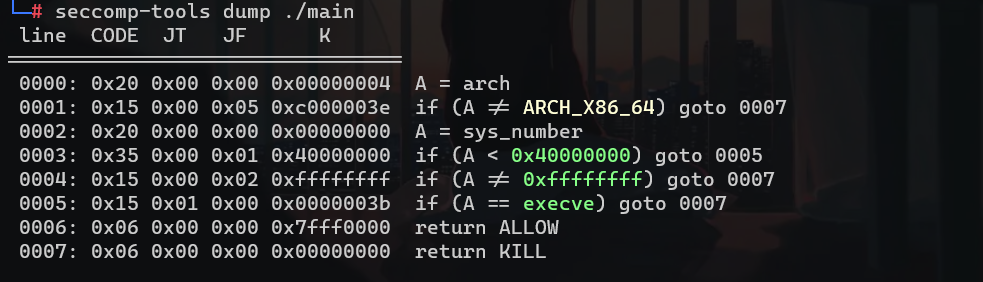 └─# seccomp-tools dump ./main
line CODE JT JF K
0000: 0x20 0x00 0x00 0x00000004 A = arch
0001: 0x15 0x00 0x05 0xc000003e if (A ≠ ARCH_X86_64) goto 0007
0002: 0x20 0x00 0x00 0x00000000 A = sys_number
0003: 0x35 0x00 0x01 0x40000000 if (A < 0x40000000) goto 0005
0004: 0x15 0x00 0x02 0xffffffff if (A ≠ 0xffffffff) goto 0007
0005: 0x15 0x01 0x00 0x0000003b if (A == execve) goto 0007
0006: 0x06 0x00 0x00 0x7fff0000 return ALLOW
0007: 0x06 0x00 0x00 0x00000000 return KILL